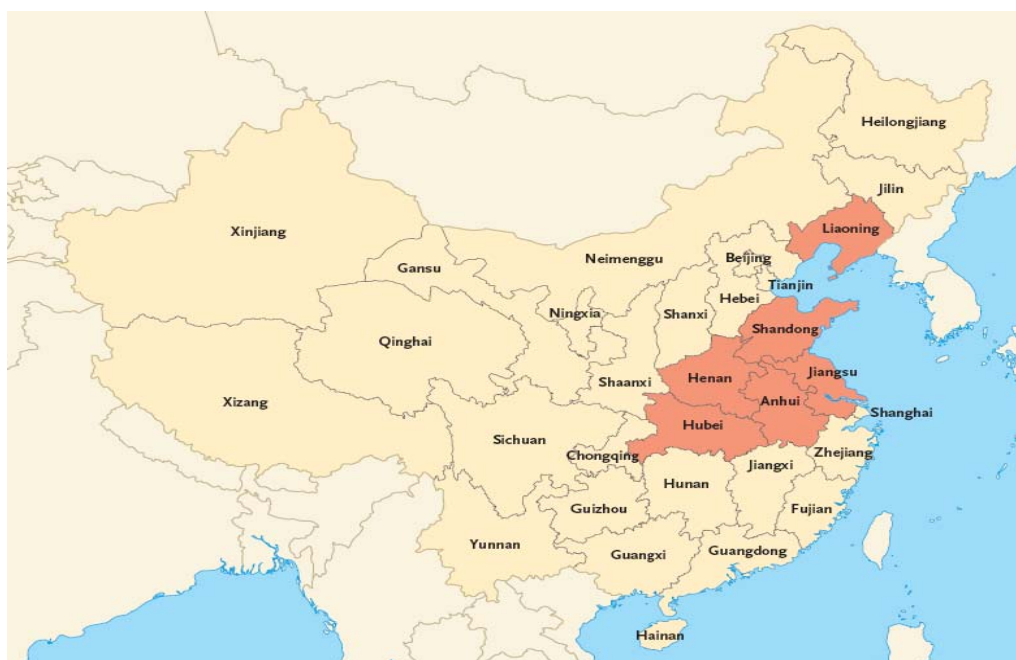 Heilongjiang
Jilin
Liaoning
Xinjiang
Neimenggu
Beijing
Gansu
Tianjin
Hebei
Ningxia
Shanxi
Shandong
Qinghai
Shaanxi
Henan
Jiangsu
Xizang
Anhui
Shanghai
Hubei
Sichuan
Zhejiang
Chongqing
Jiangxi
Hunan
Guizhou
Fujian
Yunnan
Guangxi
Guangdong
Hainan